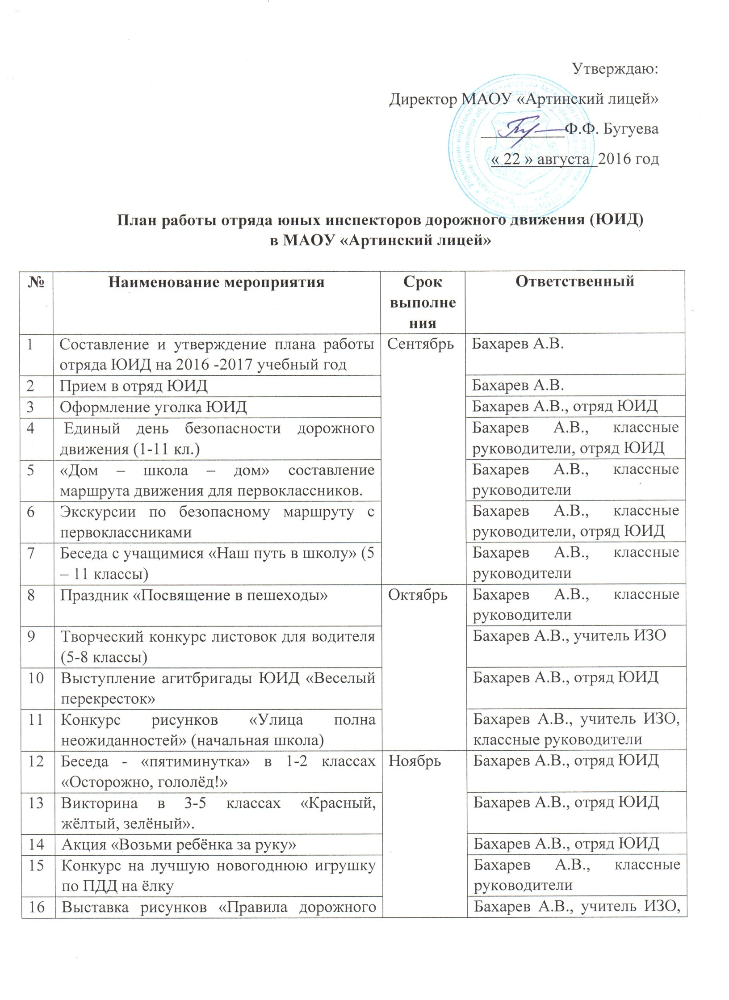 Утверждаю:
Директор МАОУ «Артинский лицей»
Ф.Ф. Бугуева
« 22 » августа 2016 год
План работы отряда юных инспекторов дорожного движения (ЮИД)
в МАОУ «Артинский лицей»
№ Наименование мероприятия Срок Ответственный
выполне
ния
1 Составление и утверждение плана работы Сентябрь Бахарев А.В.
отряда ЮИД на 2016 -2017 учебный год
2 Прием в отряд ЮИД Бахарев А.В.
3 Оформление уголка ЮИД Бахарев А.В., отряд ЮИД
4 Единый день безопасности дорожного Бахарев А.В., классные
движения (1-11 кл.) руководители, отряд ЮИД
5 «Дом – школа – дом» составление Бахарев А.В., классные
маршрута движения для первоклассников. руководители
6 Экскурсии по безопасному маршруту с Бахарев А.В., классные
первоклассниками руководители, отряд ЮИД
7 Беседа с учащимися «Наш путь в школу» (5 Бахарев А.В., классные
– 11 классы) руководители
8 Праздник «Посвящение в пешеходы» Октябрь Бахарев А.В., классные
руководители
9 Творческий конкурс листовок для водителя Бахарев А.В., учитель ИЗО
(5-8 классы)
10 Выступление агитбригады ЮИД «Веселый Бахарев А.В., отряд ЮИД
перекресток»
11 Конкурс рисунков «Улица полна Бахарев А.В., учитель ИЗО,
неожиданностей» (начальная школа) классные руководители
12 Беседа - «пятиминутка» в 1-2 классах Ноябрь Бахарев А.В., отряд ЮИД
«Осторожно, гололёд!»
13 Викторина в 3-5 классах «Красный, Бахарев А.В., отряд ЮИД
жёлтый, зелёный».
14 Акция «Возьми ребёнка за руку» Бахарев А.В., отряд ЮИД
15 Конкурс на лучшую новогоднюю игрушку Бахарев А.В., классные
по ПДД на ёлку руководители
16 Выставка рисунков «Правила дорожного Бахарев А.В., учитель ИЗО,